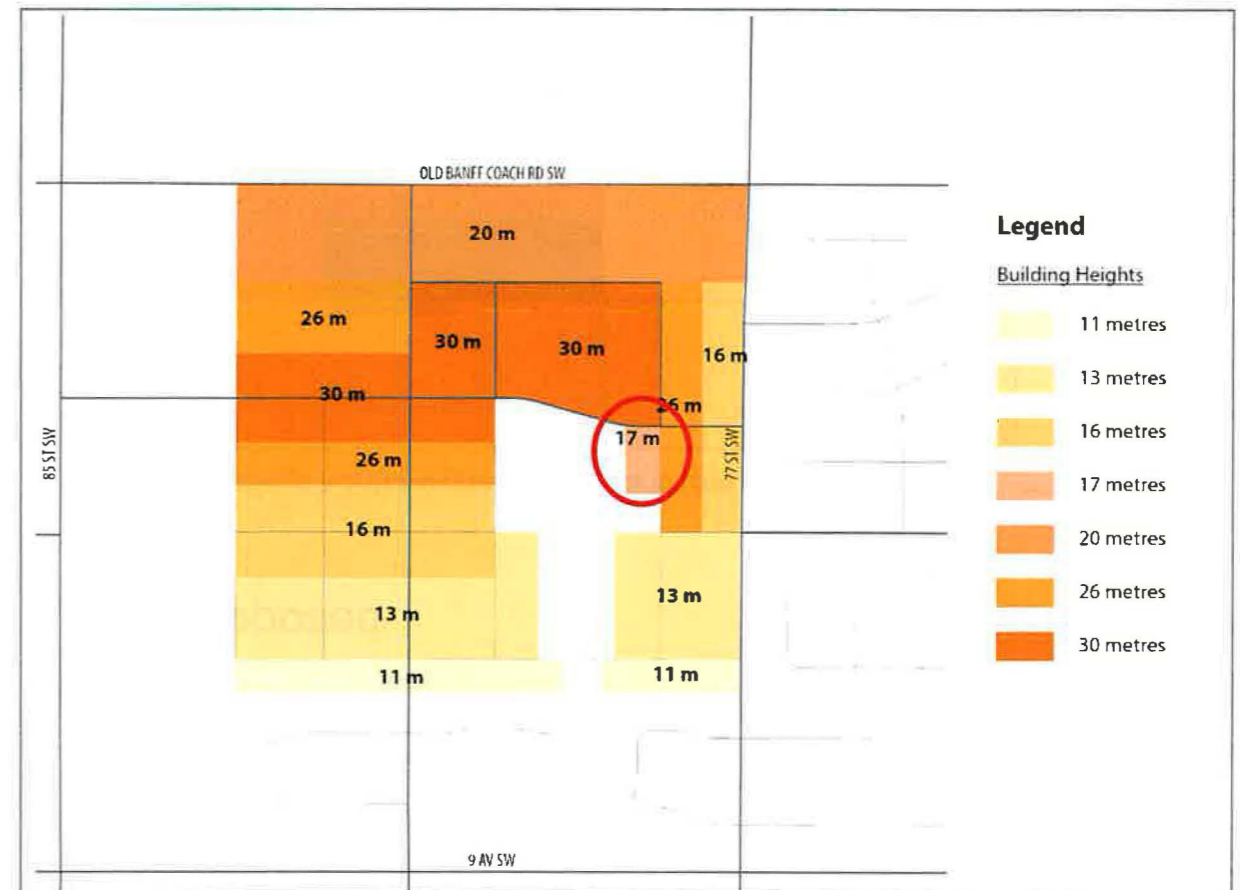 OLD BANFF COACH RD SW
20 m
26 m
30 m
30 m
16 m
30 m
26 m
17 m
85 ST SW
26 m
77 ST SW
16 m
13 m
13 m
11 m
11 m
9 AV SW
Legend
Building Heights
11 metres
13 metres
16 metres
17 metres
20 metres
26 metres
30 metres